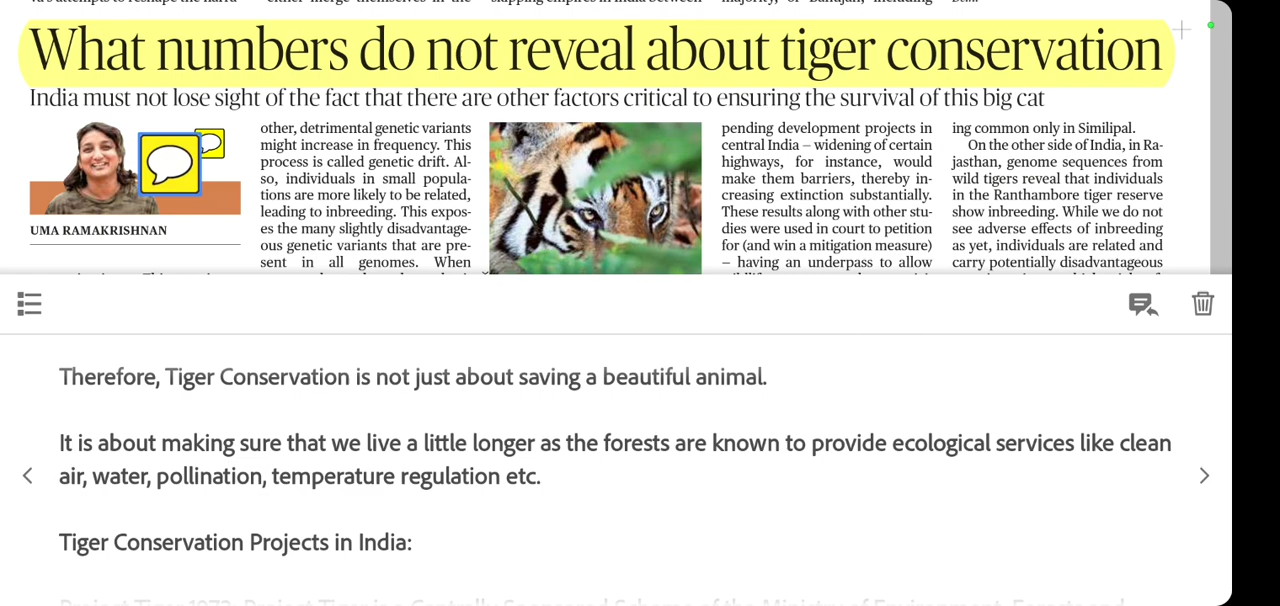 What numbers do not reveal about tiger conservation
India must not lose sight of the fact that there are other factors critical to ensuring the survival of this big cat
UMA RAMAKRISHNAN
other, detrimental genetic variants
might increase in frequency. This
process is called genetic drift. Al-
so, individuals in small popula-
tions are more likely to be related,
leading to inbreeding. This expos-
es the many slightly disadvantage-
ous genetic variants that are pre-
sent in all genomes. When
pending development projects in
central India – widening of certain
highways, for instance, would
make them barriers, thereby in-
creasing extinction substantially.
These results along with other stu-
dies were used in court to petition
for (and win a mitigation measure)
– having an underpass to allow
ing common only in Similipal.
On the other side of India, in Ra-
jasthan, genome sequences from
wild tigers reveal that individuals
in the Ranthambore tiger reserve
show inbreeding. While we do not
see adverse effects of inbreeding
as yet, individuals are related and
carry potentially disadvantageous
Therefore, Tiger Conservation is not just about saving a beautiful animal.
It is about making sure that we live a little longer as the forests are known to provide ecological services like clean
air, water, pollination, temperature regulation etc.
Tiger Conservation Projects in India: